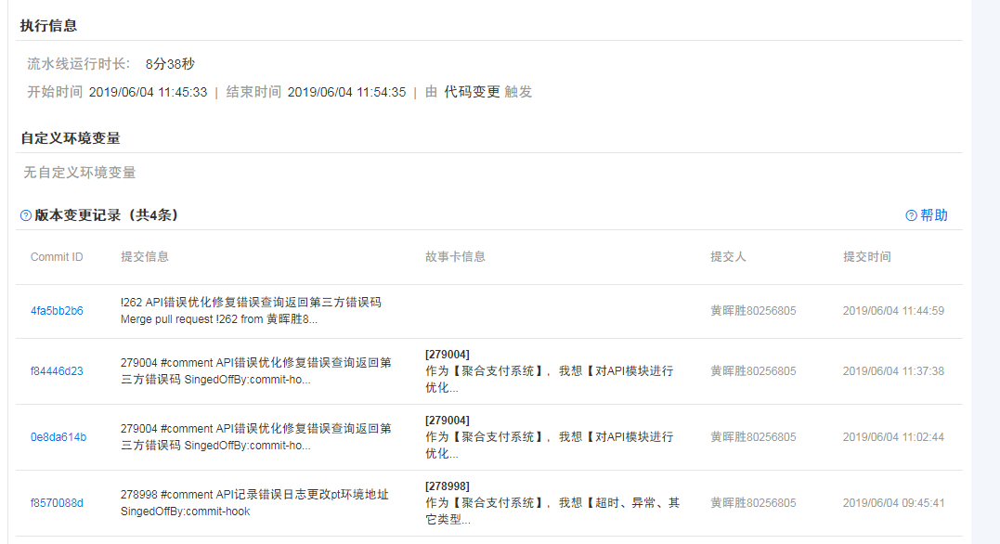 执行信息
流水线运行时长: 8分38秒
开始时间 2019/06/04 11:45:33 | 结束时间 2019/06/04 11:54:35 | 由 代码变更 触发
自定义环境变量
无自定义环境变量
版本变更记录（共4条） 帮助
Commit ID 提交信息 故事卡信息 提交人 提交时间
!262 API错误优化修复错误查询返回第三方错误码
4fa5bb2b6 黄晖胜80256805 2019/06/04 11:44:59
Merge pull request !262 from 黄晖胜8...
[279004]
279004 #comment API错误优化修复错误查询返回第
f84446d23 作为【聚合支付系统】，我想【对API模块进行 黄晖胜80256805 2019/06/04 11:37:38
三方错误码 SingedOffBy:commit-ho...
优化...
[279004]
279004 #comment API错误优化修复错误查询返回第
0e8da614b 作为【聚合支付系统】，我想【对API模块进行 黄晖胜80256805 2019/06/04 11:02:44
三方错误码 SingedOffBy:commit-ho...
优化...
[278998]
278998 #comment API记录错误日志更改pt环境地址
f8570088d 作为【聚合支付系统】，我想【超时、异常、其 黄晖胜80256805 2019/06/04 09:45:41
SingedOffBy:commit-hook
它类型...